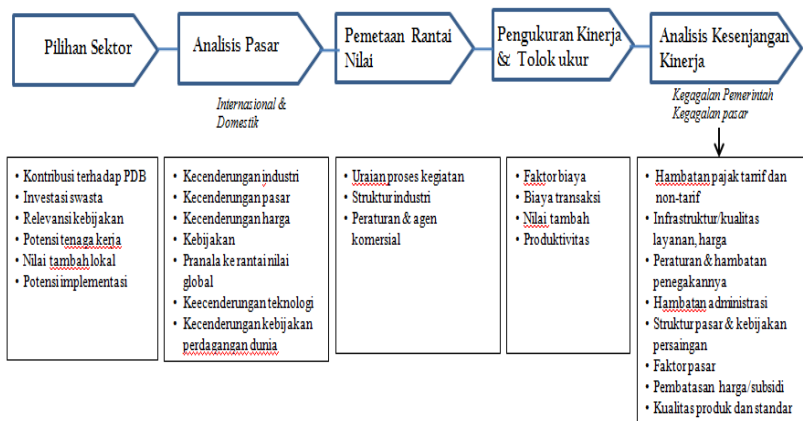 Pilihan Sektor
Analisis Pasar
Pemetaan Rantai
Nilai
Pengukuran Kinerja
& Tolok ukur
Analisis Kesenjangan
Kinerja
Internasional &
Domestik
Kegagalan Pemerintah
Kegagalan pasar
• Kontribusi terhadap PDB
• Investasi swasta
• Relevansi kebijakan
• Potensi tenaga kerja
• Nilai tambah lokal
• Potensi implementasi
• Kecenderungan industri
• Kecenderungan pasar
• Kecenderungan harga
• Kebijakan
• Pranala ke rantai nilai
global
• Keecenderungan teknologi
• Kecenderungan kebijakan
perdagangan dunia
• Uraian proses kegiatan
• Struktur industri
• Peraturan & agen
komersial
• Faktor biaya
• Biaya transaksi
• Nilai tambah
• Produktivitas
• Hambatan pajak tarrif dan
non-tarif
• Infrastruktur/kualitas
layanan, harga
• Peraturan & hambatan
penegakannya
• Hambatan administrasi
• Struktur pasar & kebijakan
persaingan
• Faktor pasar
• Pembatasan harga/subsidi
• Kualitas produk dan standar